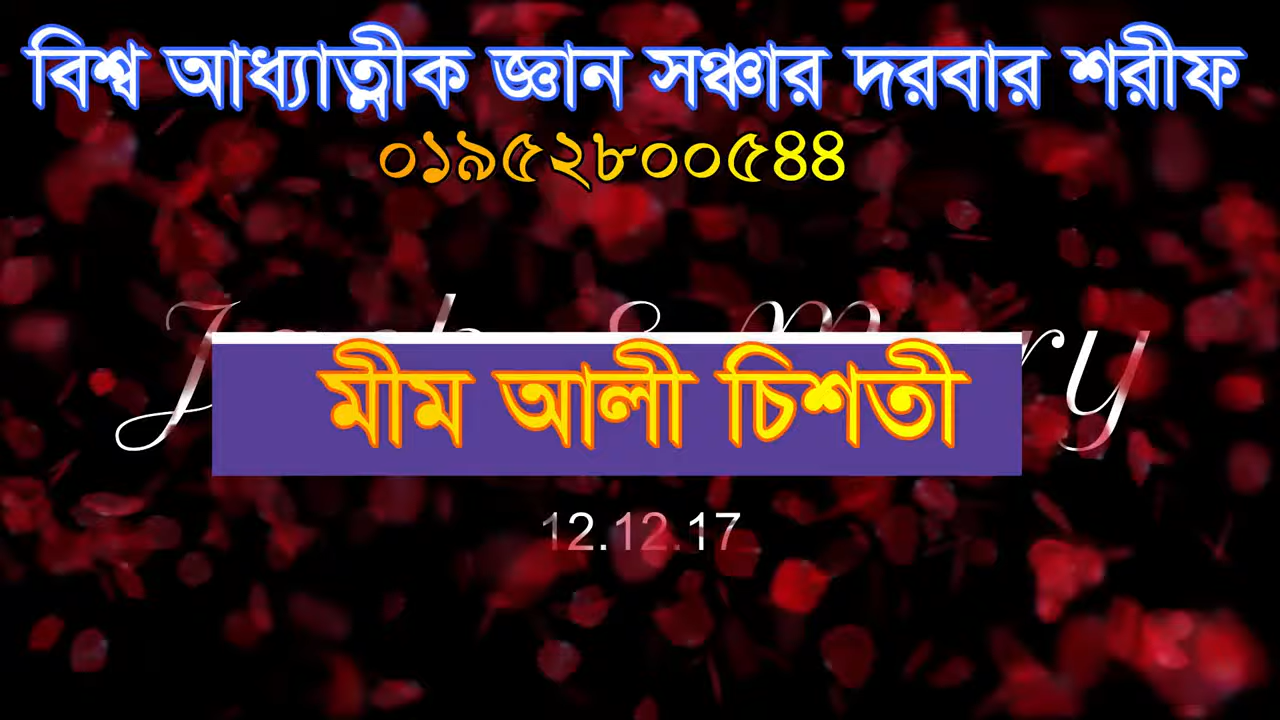 বিশ্ব আধ্যাত্নীক জ্ঞান সঞ্চার দরবার শরীফ
০১৯৫২৮০০৫৪৪
মীম আলী চিশতী
12.12.17